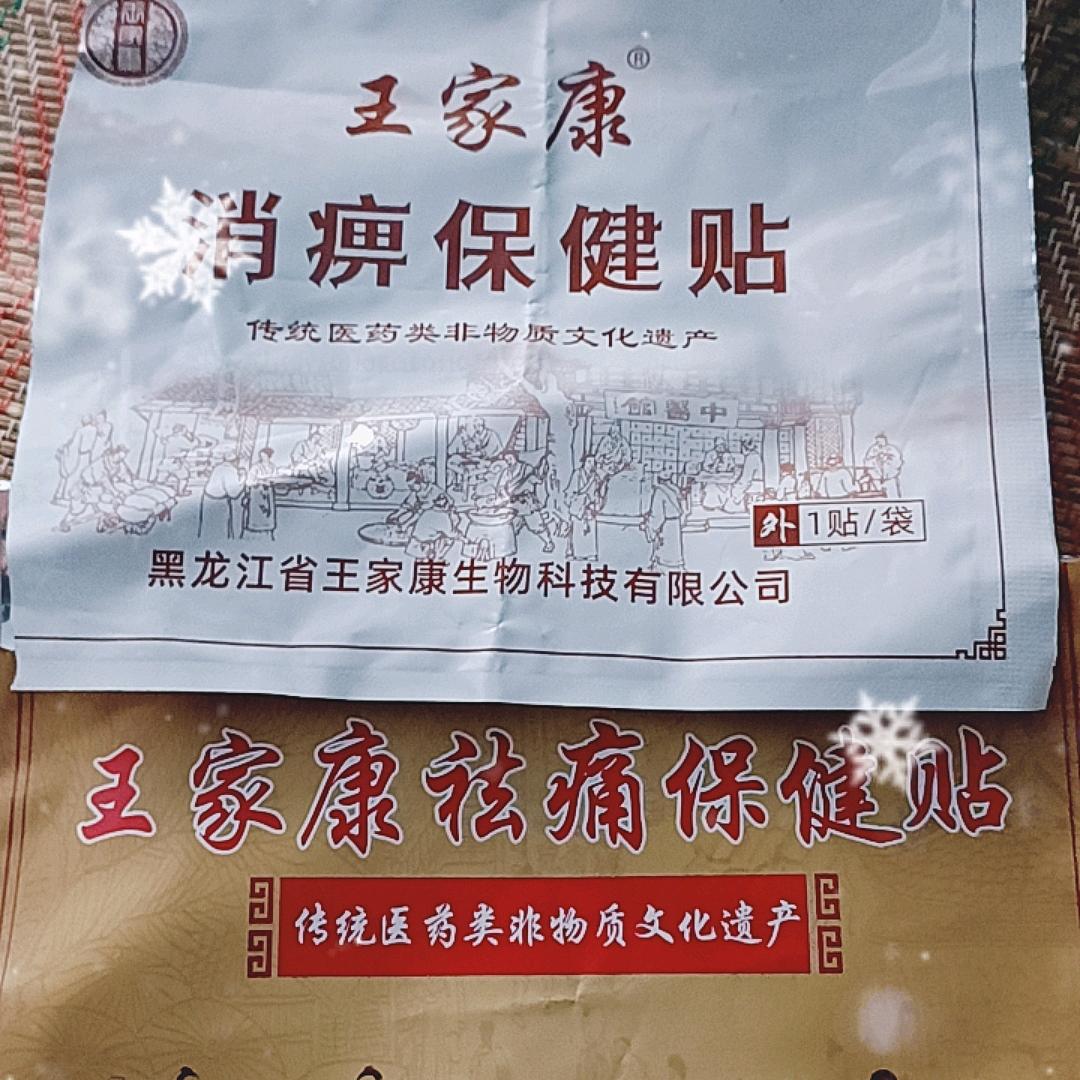 王家康®
消痹保健贴
传统医药类非物质文化遗产
中醫館
外 1贴/袋
黑龙江省王家康生物科技有限公司
王家康祛痛保健贴
传统医药类非物质文化遗产